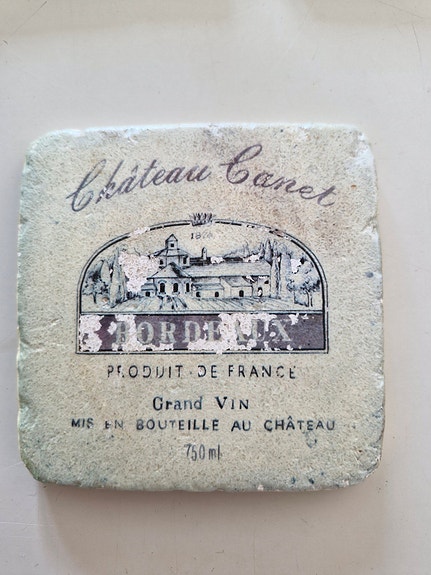 Château Canet
BORDEAUX
PRODUIT · DE FRANCE
Grand VIN
MIS EN BOUTEILLE AU CHÂTEAU
750 ml